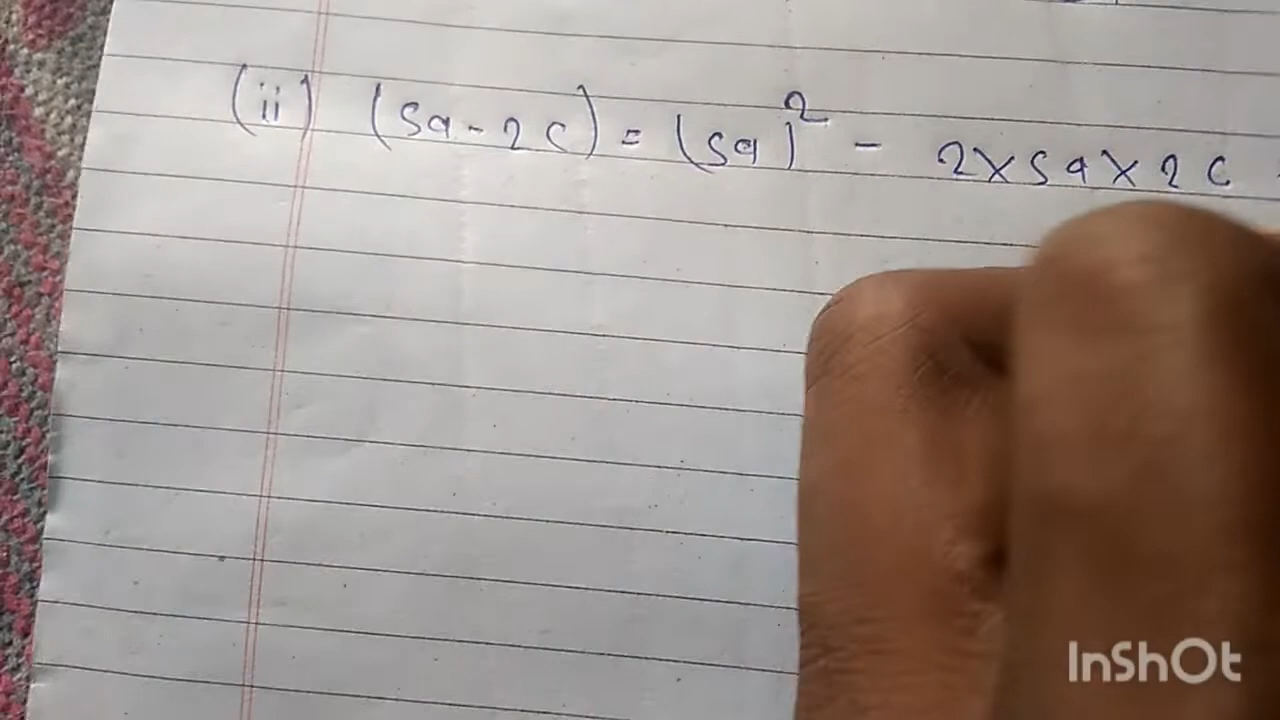 (ii) (5a - 2c) = (5a)² - 2×5a×2c
InShOt